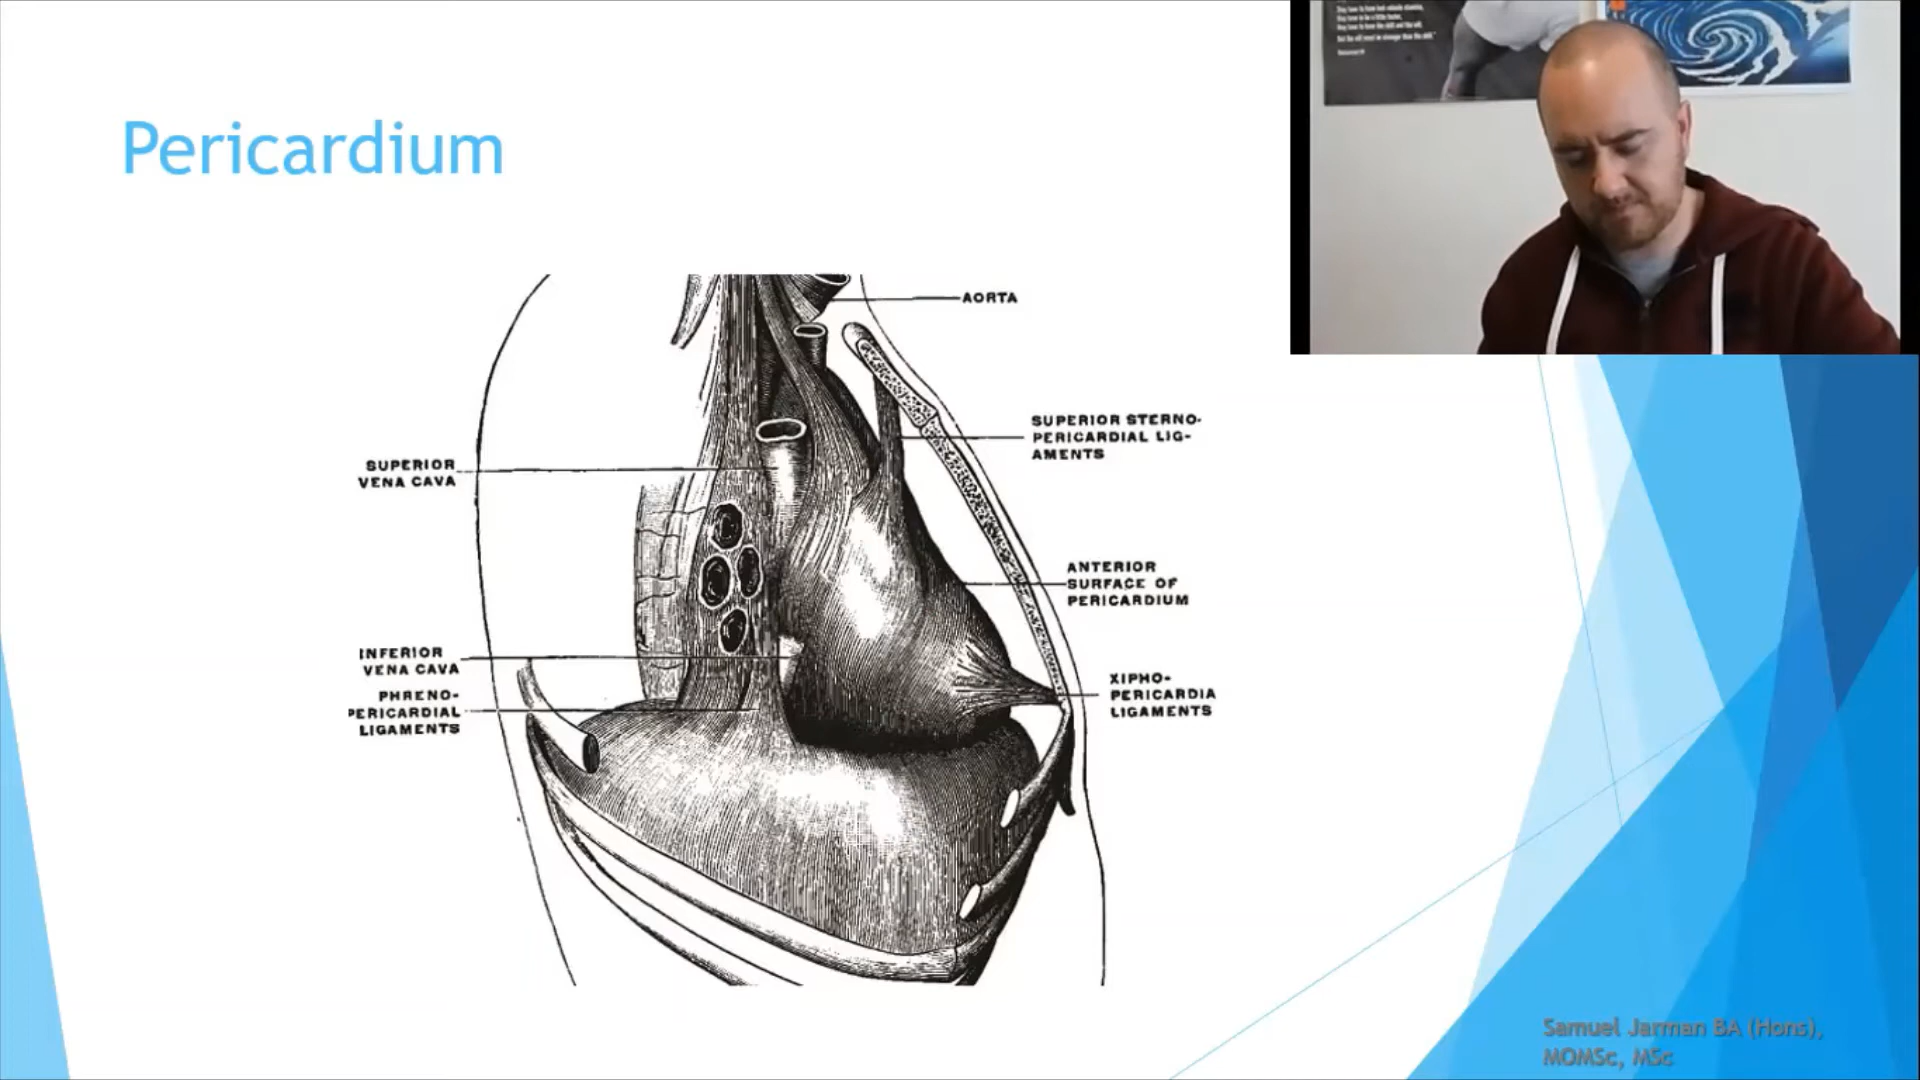 Pericardium
AORTA
SUPERIOR STERNO-
PERICARDIAL LIG-
AMENTS
SUPERIOR
VENA CAVA
ANTERIOR
SURFACE OF
PERICARDIUM
INFERIOR
VENA CAVA
PHRENO-
PERICARDIAL
LIGAMENTS
XIPHO-
PERICARDIA
LIGAMENTS
Samuel Jarman BA (Hons),
MOMSc, MSc